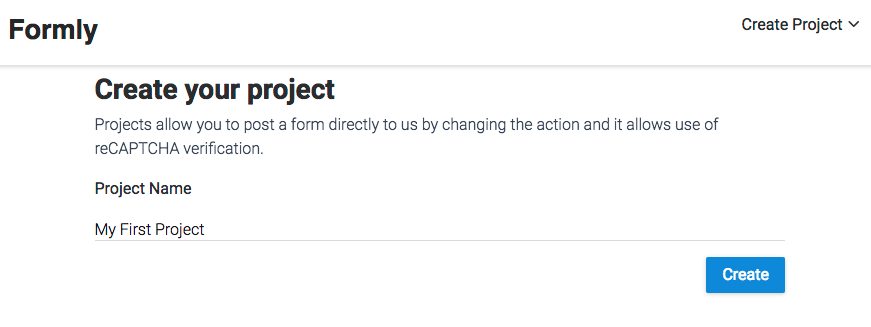 Formly
Create Project
Create your project
Projects allow you to post a form directly to us by changing the action and it allows use of
reCAPTCHA verification.
Project Name
My First Project
Create